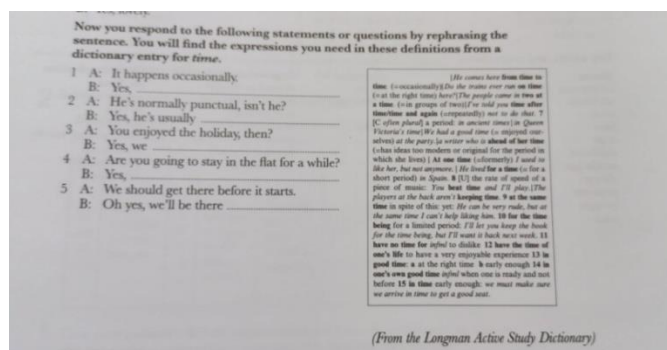 Now you respond to the following statements or questions by rephrasing the
sentence. You will find the expressions you need in these definitions from a
dictionary entry for time.
1 A: It happens occasionally.
B: Yes,
2 A: He's normally punctual, isn't he?
B: Yes, he's usually
3 A: You enjoyed the holiday, then?
B: Yes, we
4 A: Are you going to stay in the flat for a while?
B: Yes,
5 A: We should get there before it starts.
B: Oh yes, we'll be there
|He comes here from time to
time (=occasionally)| Do the trains ever run on time
(=at the right time) here?|The people came in two at
a time. (=in groups of two)|I've told you time after
time/time and again (=repeatedly) not to do that. 7
[C often plural] a period: in ancient times| in Queen
Victoria's time|We had a good time (= enjoyed our-
selves) at the party.|a writer who is ahead of her time
(=has ideas too modern or original for the period in
which she lives) | At one time (=formerly) I used to
like her, but not anymore. | He lived for a time (= for a
short period) in Spain. 8 [U] the rate of speed of a
piece of music: You beat time and I'll play.|The
players at the back aren't keeping time. 9 at the same
time in spite of this; yet: He can be very rude, but at
the same time I can't help liking him. 10 for the time
being for a limited period: I'll let you keep the book
for the time being, but I'll want it back next week. 11
have no time for infml to dislike 12 have the time of
one's life to have a very enjoyable experience 13 in
good time: a at the right time b early enough 14 in
one's own good time infml when one is ready and not
before 15 in time early enough: we must make sure
we arrive in time to get a good seat.
(From the Longman Active Study Dictionary)